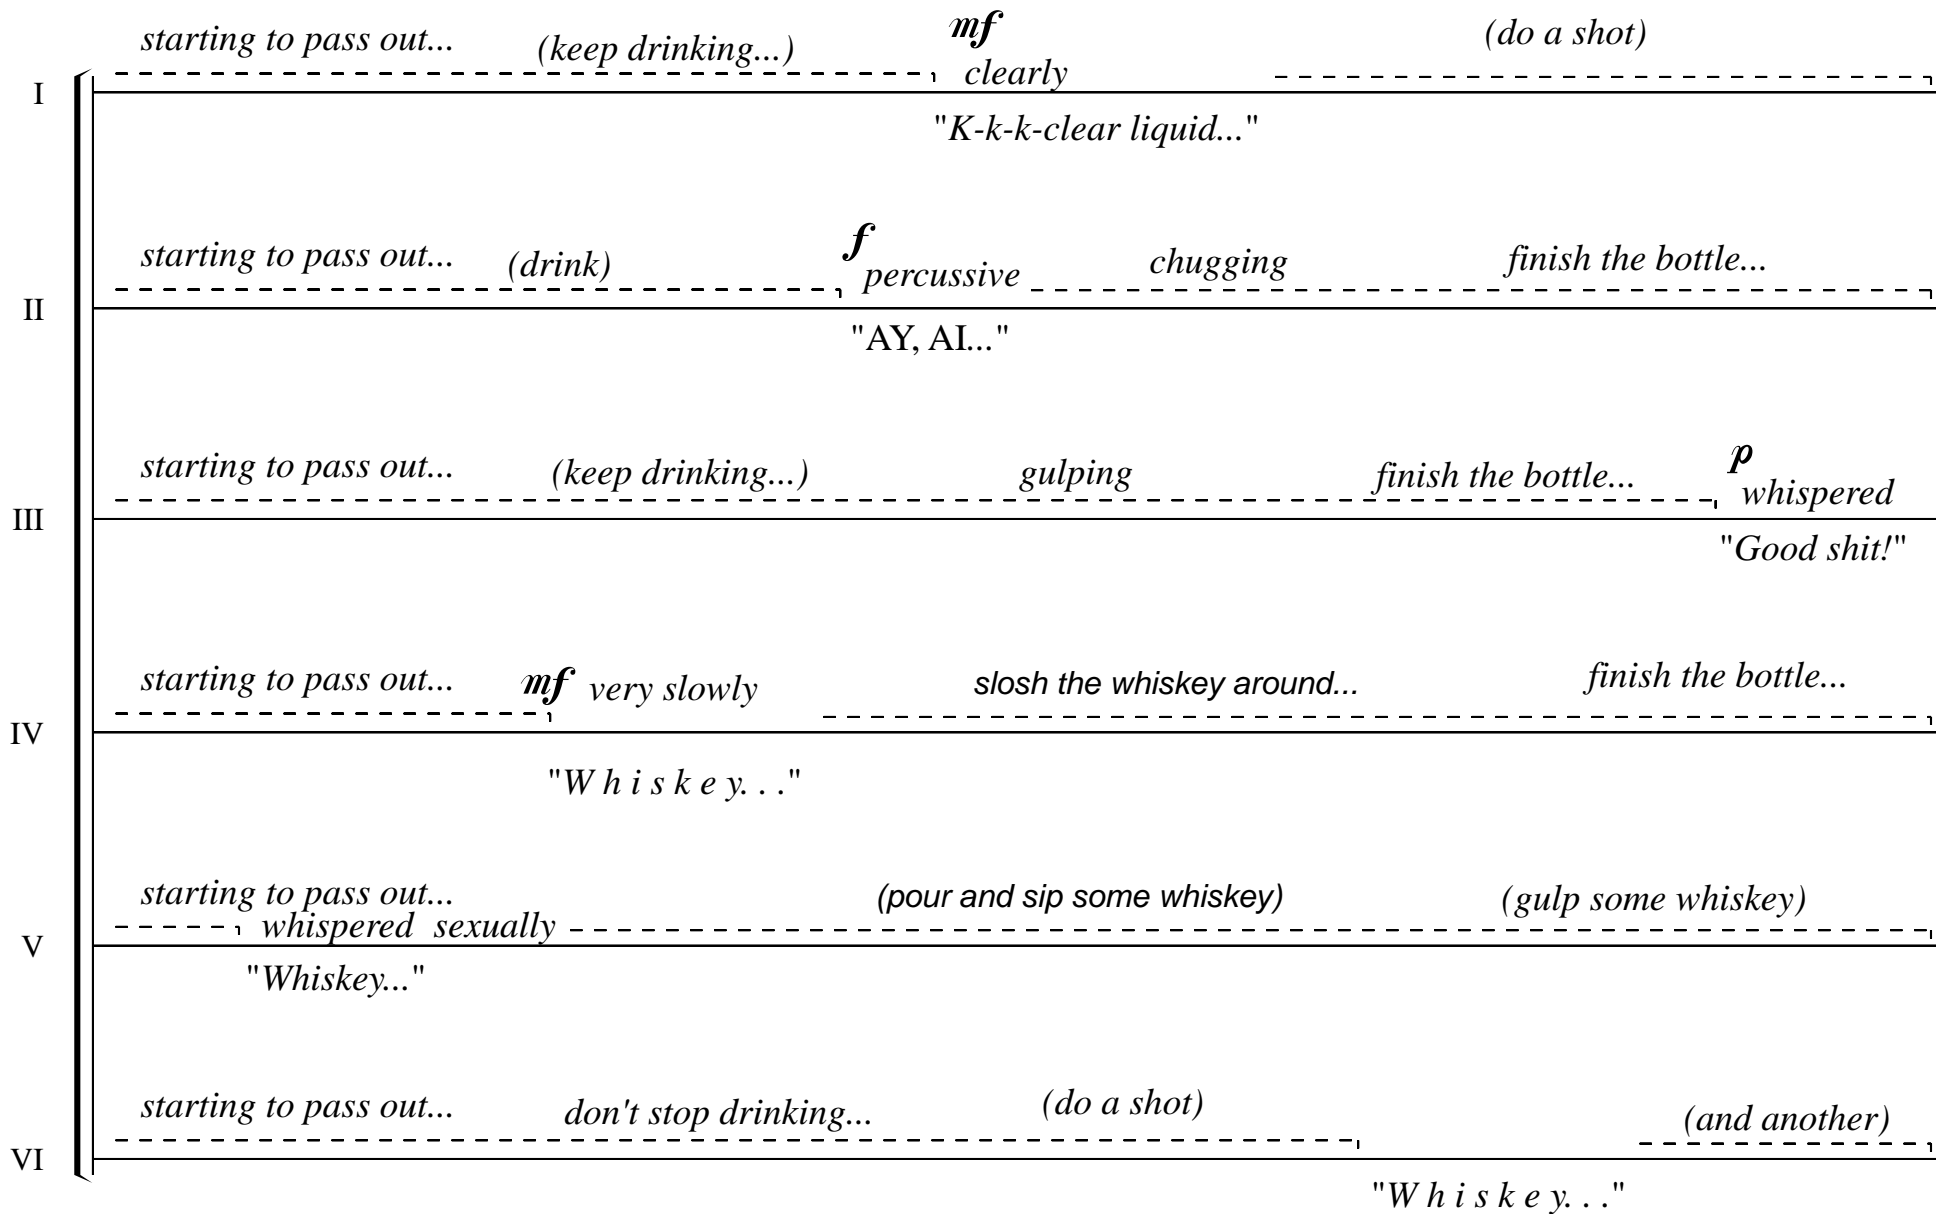 starting to pass out... (keep drinking...) mf (do a shot)
clearly
I
"K-k-k-clear liquid..."
starting to pass out... (drink) f chugging finish the bottle...
percussive
II
"AY, AI..."
starting to pass out... (keep drinking...) gulping finish the bottle... p
whispered
III
"Good shit!"
starting to pass out... mf very slowly slosh the whiskey around... finish the bottle...
IV
"W h i s k e y. . ."
starting to pass out... (pour and sip some whiskey) (gulp some whiskey)
whispered sexually
V
"Whiskey..."
starting to pass out... don't stop drinking... (do a shot) (and another)
VI
"W h i s k e y. . ."